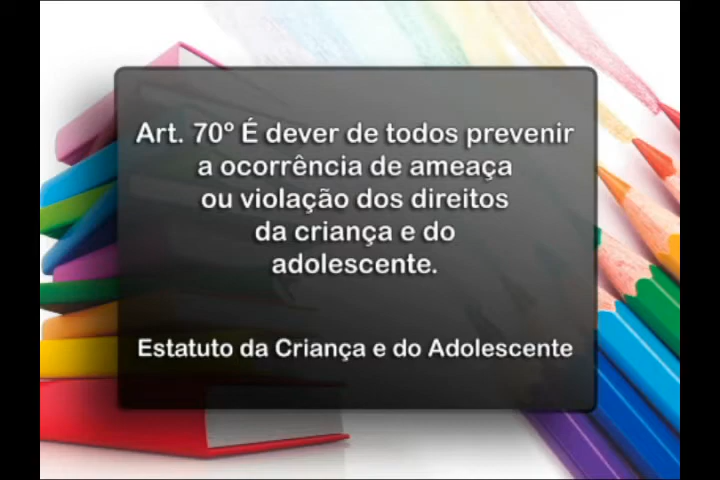 Art. 70º É dever de todos prevenir
a ocorrência de ameaça
ou violação dos direitos
da criança e do
adolescente.
Estatuto da Criança e do Adolescente